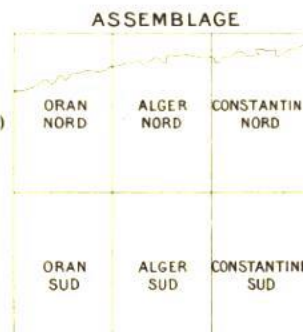 ASSEMBLAGE
ORAN NORD
ALGER NORD
CONSTANTIN NORD
)
ORAN SUD
ALGER SUD
CONSTANTINE SUD